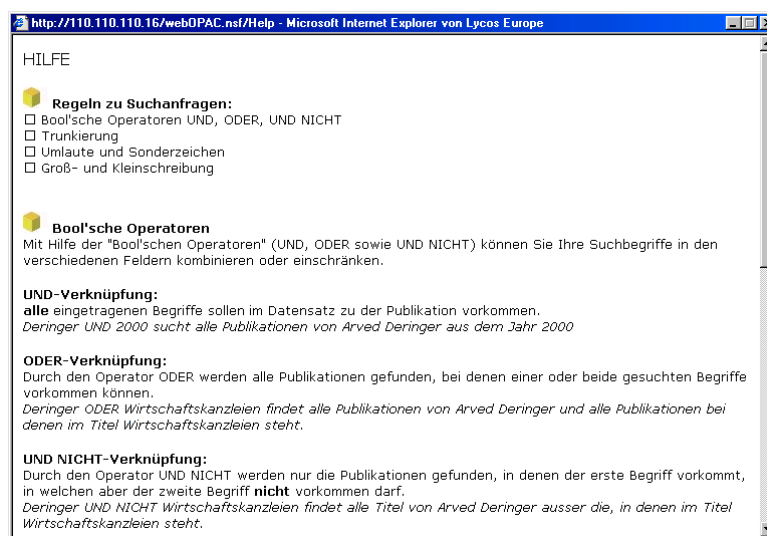 http://110.110.110.16/webOPAC.nsf/Help - Microsoft Internet Explorer von Lycos Europe
HILFE
Regeln zu Suchanfragen:
Bool'sche Operatoren UND, ODER, UND NICHT
Trunkierung
Umlaute und Sonderzeichen
Groß- und Kleinschreibung
Bool'sche Operatoren
Mit Hilfe der "Bool'schen Operatoren" (UND, ODER sowie UND NICHT) können Sie Ihre Suchbegriffe in den
verschiedenen Feldern kombinieren oder einschränken.
UND-Verknüpfung:
alle eingetragenen Begriffe sollen im Datensatz zu der Publikation vorkommen.
Deringer UND 2000 sucht alle Publikationen von Arved Deringer aus dem Jahr 2000
ODER-Verknüpfung:
Durch den Operator ODER werden alle Publikationen gefunden, bei denen einer oder beide gesuchten Begriffe
vorkommen können.
Deringer ODER Wirtschaftskanzleien findet alle Publikationen von Arved Deringer und alle Publikationen bei
denen im Titel Wirtschaftskanzleien steht.
UND NICHT-Verknüpfung:
Durch den Operator UND NICHT werden nur die Publikationen gefunden, in denen der erste Begriff vorkommt,
in welchen aber der zweite Begriff nicht vorkommen darf.
Deringer UND NICHT Wirtschaftskanzleien findet alle Titel von Arved Deringer ausser die, in denen im Titel
Wirtschaftskanzleien steht.